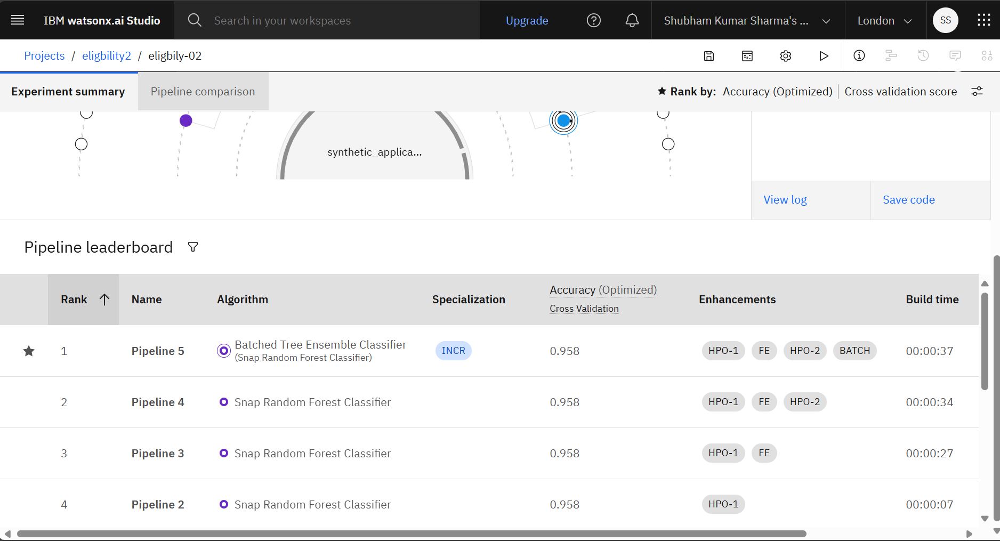 IBM watsonx.ai Studio
Search in your workspaces
Upgrade
Shubham Kumar Sharma's ...
London
SS
Projects / eligbility2 / eligbily-02
Experiment summary
Pipeline comparison
★ Rank by: Accuracy (Optimized) | Cross validation score
synthetic_applica...
View log
Save code
Pipeline leaderboard
Rank ↑ Name Algorithm Specialization Accuracy (Optimized) Enhancements Build time
Cross Validation
1 Pipeline 5 Batched Tree Ensemble Classifier INCR 0.958 HPO-1 FE HPO-2 BATCH 00:00:37
(Snap Random Forest Classifier)
2 Pipeline 4 Snap Random Forest Classifier 0.958 HPO-1 FE HPO-2 00:00:34
3 Pipeline 3 Snap Random Forest Classifier 0.958 HPO-1 FE 00:00:27
4 Pipeline 2 Snap Random Forest Classifier 0.958 HPO-1 00:00:07